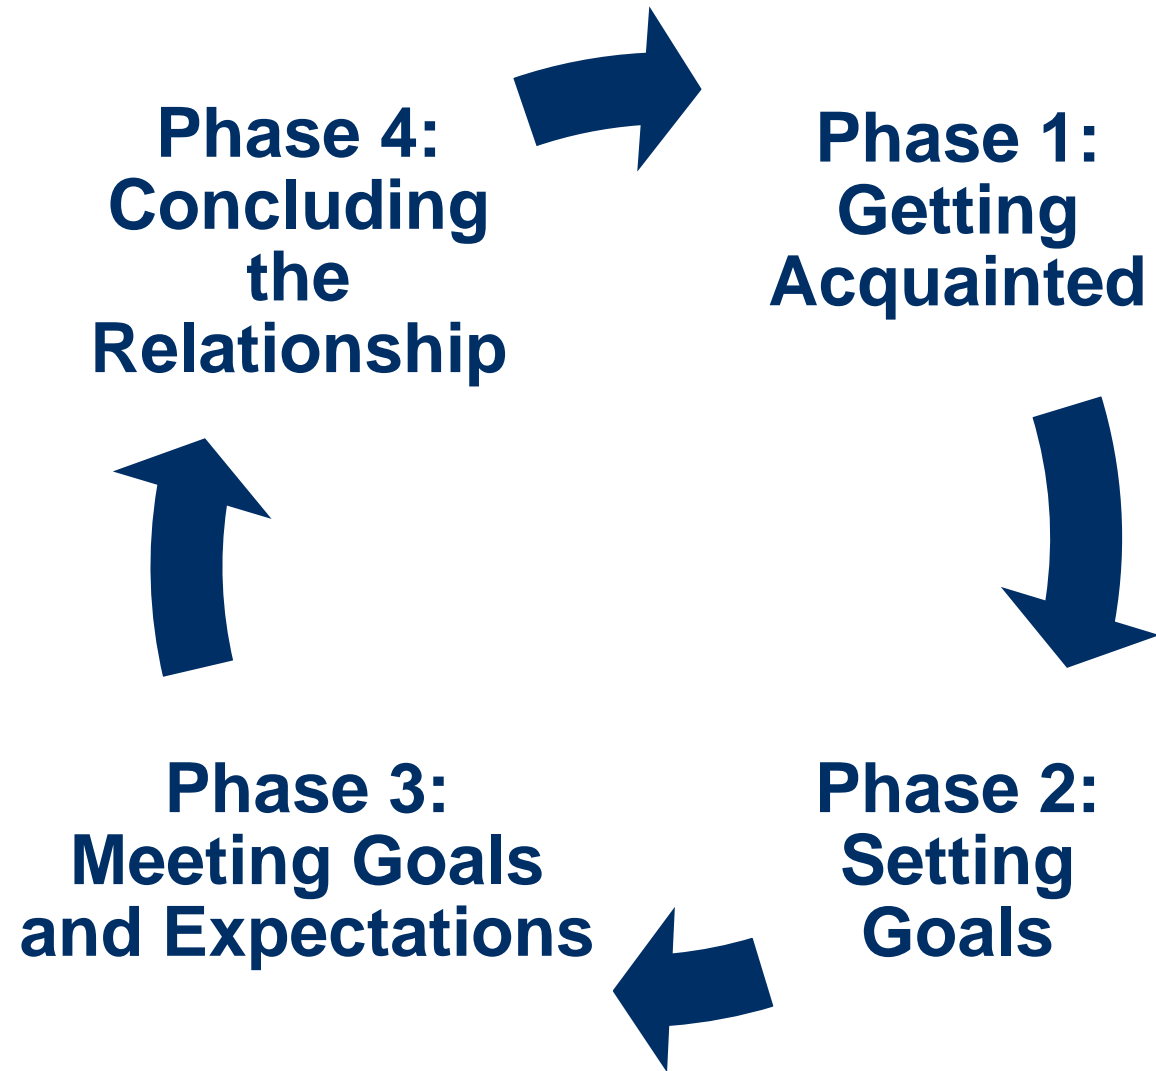 Phase 1:
Getting
Acquainted
Phase 2:
Setting
Goals
Phase 3:
Meeting Goals
and Expectations
Phase 4:
Concluding
the
Relationship